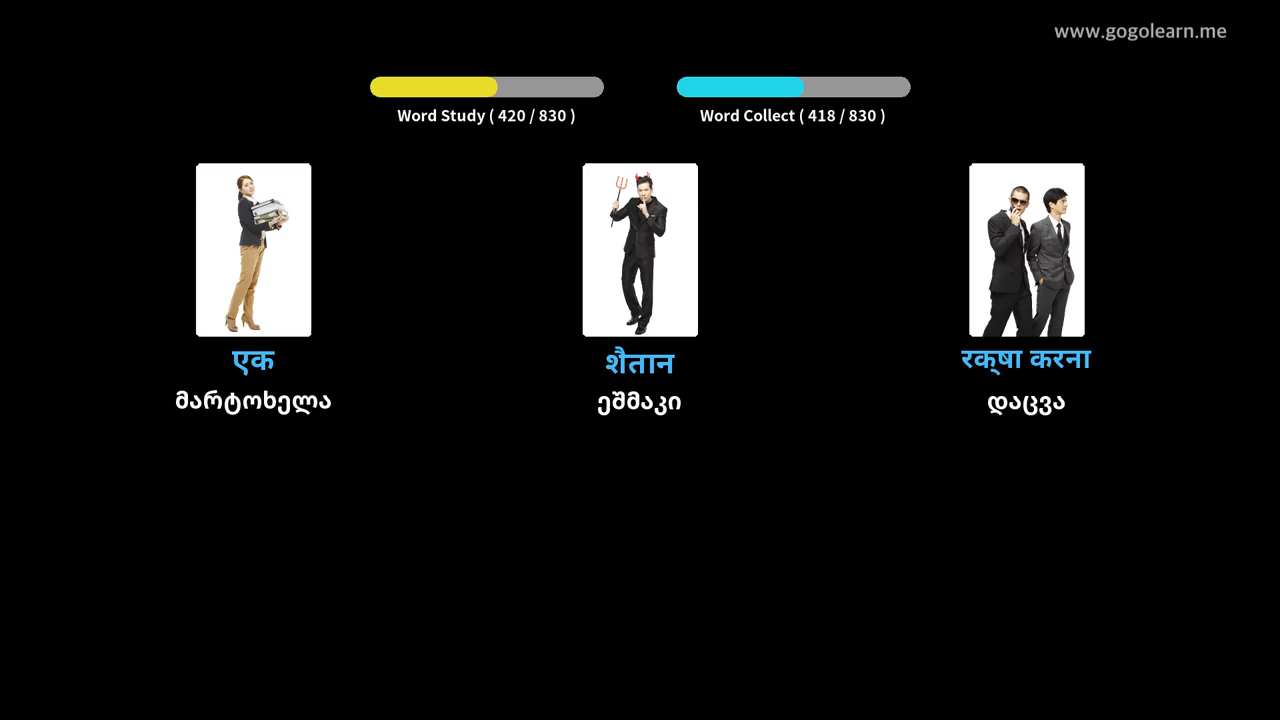 www.gogolearn.me
Word Study ( 420 / 830 )
Word Collect ( 418 / 830 )
एक
शैतान
रक्षा करना
მარტოხელა
ეშმაკი
დაცვა